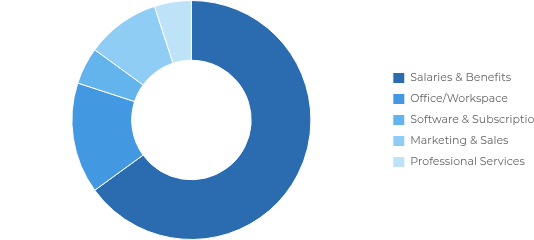 Salaries & Benefits
Office/Workspace
Software & Subscriptio
Marketing & Sales
Professional Services